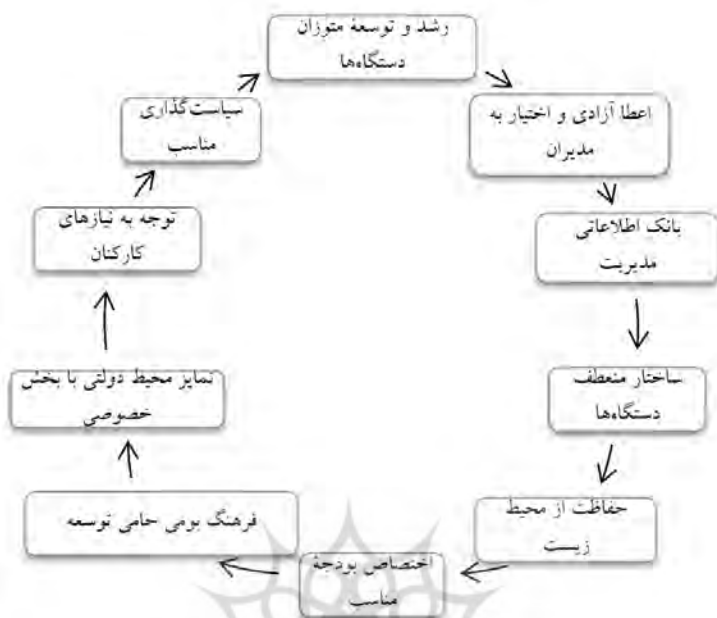 رشد و توسعهٔ متوزان
دستگاه‌ها
اعطا آزادی و اختیار به
مدیران
بانک اطلاعاتی
مدیریت
ساختار منعطف
دستگاه‌ها
حفاظت از محیط
زیست
اختصاص بودجهٔ
مناسب
فرهنگ بومی حامی توسعه
تمایز محیط دولتی با بخش
خصوصی
توجه به نیازهای
کارکنان
سیاست‌گذاری
مناسب